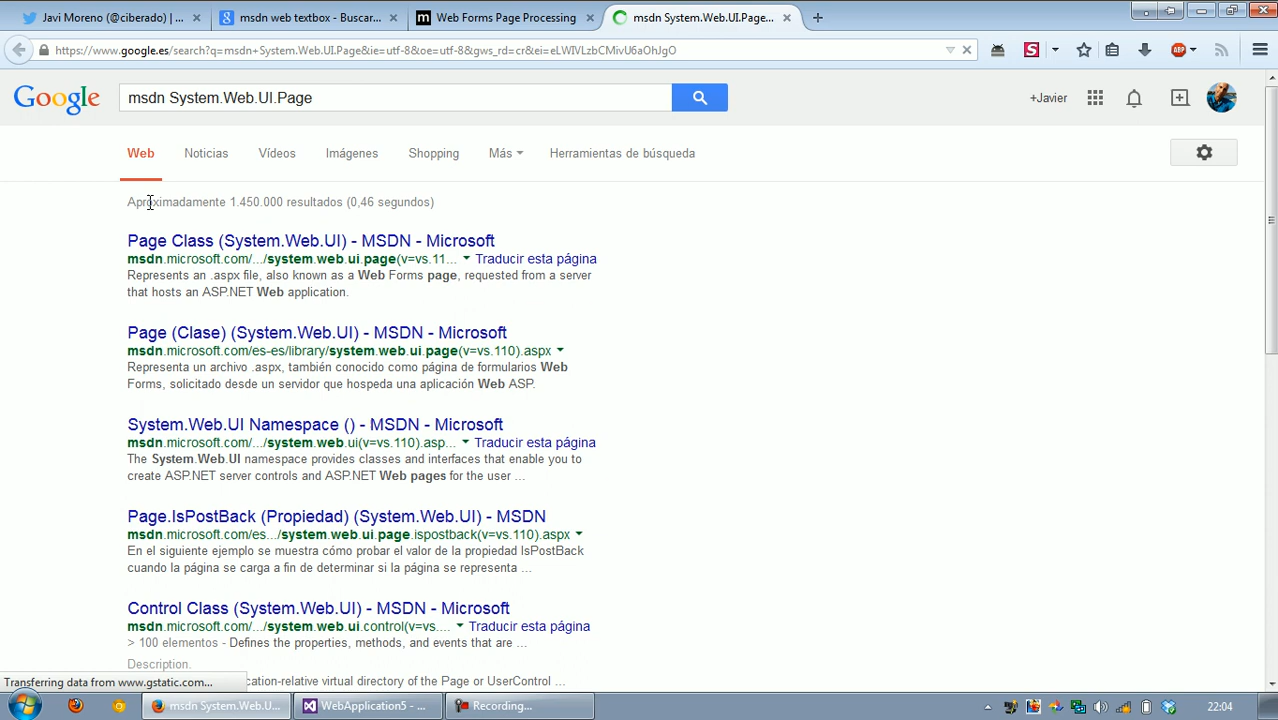 Javi Moreno (@ciberado) | ...
msdn web textbox - Buscar...
Web Forms Page Processing
msdn System.Web.UI.Page...
https://www.google.es/search?q=msdn+System.Web.UI.Page&ie=utf-8&oe=utf-8&gws_rd=cr&ei=eLWIVLzbCMivU6aOhJgO
Google
msdn System.Web.UI.Page
+Javier
Web
Noticias
Vídeos
Imágenes
Shopping
Más
Herramientas de búsqueda
Aproximadamente 1.450.000 resultados (0,46 segundos)
Page Class (System.Web.UI) - MSDN - Microsoft
msdn.microsoft.com/.../system.web.ui.page(v=vs.11... Traducir esta página
Represents an .aspx file, also known as a Web Forms page, requested from a server
that hosts an ASP.NET Web application.
Page (Clase) (System.Web.UI) - MSDN - Microsoft
msdn.microsoft.com/es-es/library/system.web.ui.page(v=vs.110).aspx
Representa un archivo .aspx, también conocido como página de formularios Web
Forms, solicitado desde un servidor que hospeda una aplicación Web ASP.
System.Web.UI Namespace () - MSDN - Microsoft
msdn.microsoft.com/.../system.web.ui(v=vs.110).asp... Traducir esta página
The System.Web.UI namespace provides classes and interfaces that enable you to
create ASP.NET server controls and ASP.NET Web pages for the user ...
Page.IsPostBack (Propiedad) (System.Web.UI) - MSDN
msdn.microsoft.com/es.../system.web.ui.page.ispostback(v=vs.110).aspx
En el siguiente ejemplo se muestra cómo probar el valor de la propiedad IsPostBack
cuando la página se carga a fin de determinar si la página se representa ...
Control Class (System.Web.UI) - MSDN - Microsoft
msdn.microsoft.com/.../system.web.ui.control(v=vs.... Traducir esta página
> 100 elementos - Defines the properties, methods, and events that are ...
Description.
cation-relative virtual directory of the Page or UserControl ...
Transferring data from www.gstatic.com...
msdn System.Web.U...
WebApplication5 - ...
Recording...
22:04